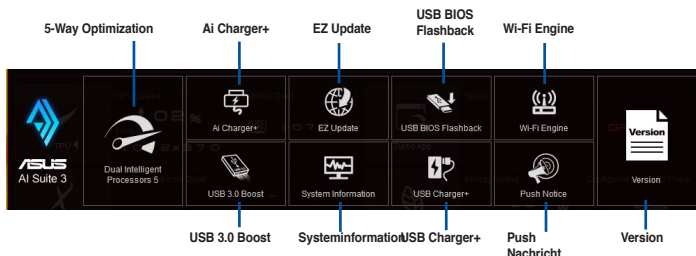 USB BIOS
5-Way Optimization Ai Charger+ EZ Update Flashback Wi-Fi Engine
Ai Charger+ EZ Update USB BIOS Flashback Wi-Fi Engine
Version
ASUS
AI Suite 3
Dual Intelligent
Processors 5
USB 3.0 Boost System Information USB Charger+ Push Notice Version
USB 3.0 Boost Systeminformation USB Charger+ Push
Nachricht
Version